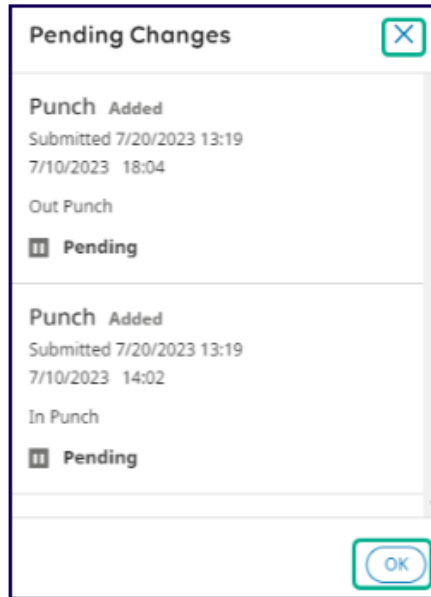 Pending Changes
Punch Added
Submitted 7/20/2023 13:19
7/10/2023 18:04
Out Punch
Pending
Punch Added
Submitted 7/20/2023 13:19
7/10/2023 14:02
In Punch
Pending
OK